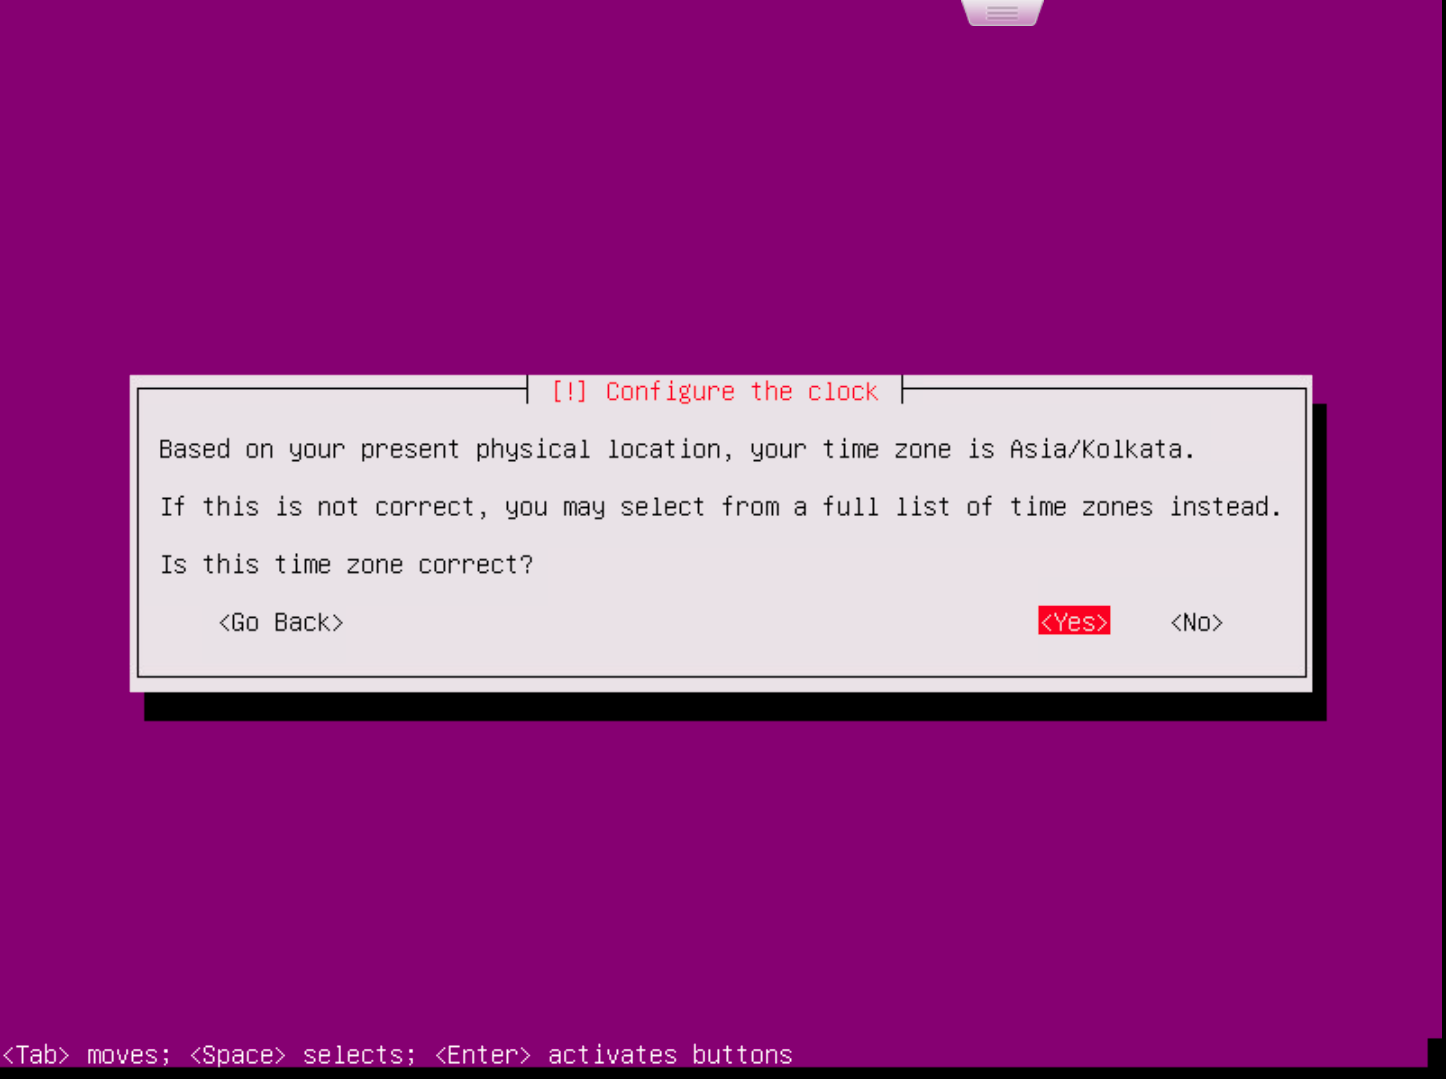 [!] Configure the clock
Based on your present physical location, your time zone is Asia/Kolkata.
If this is not correct, you may select from a full list of time zones instead.
Is this time zone correct?
<Go Back> <Yes> <No>
<Tab> moves; <Space> selects; <Enter> activates buttons